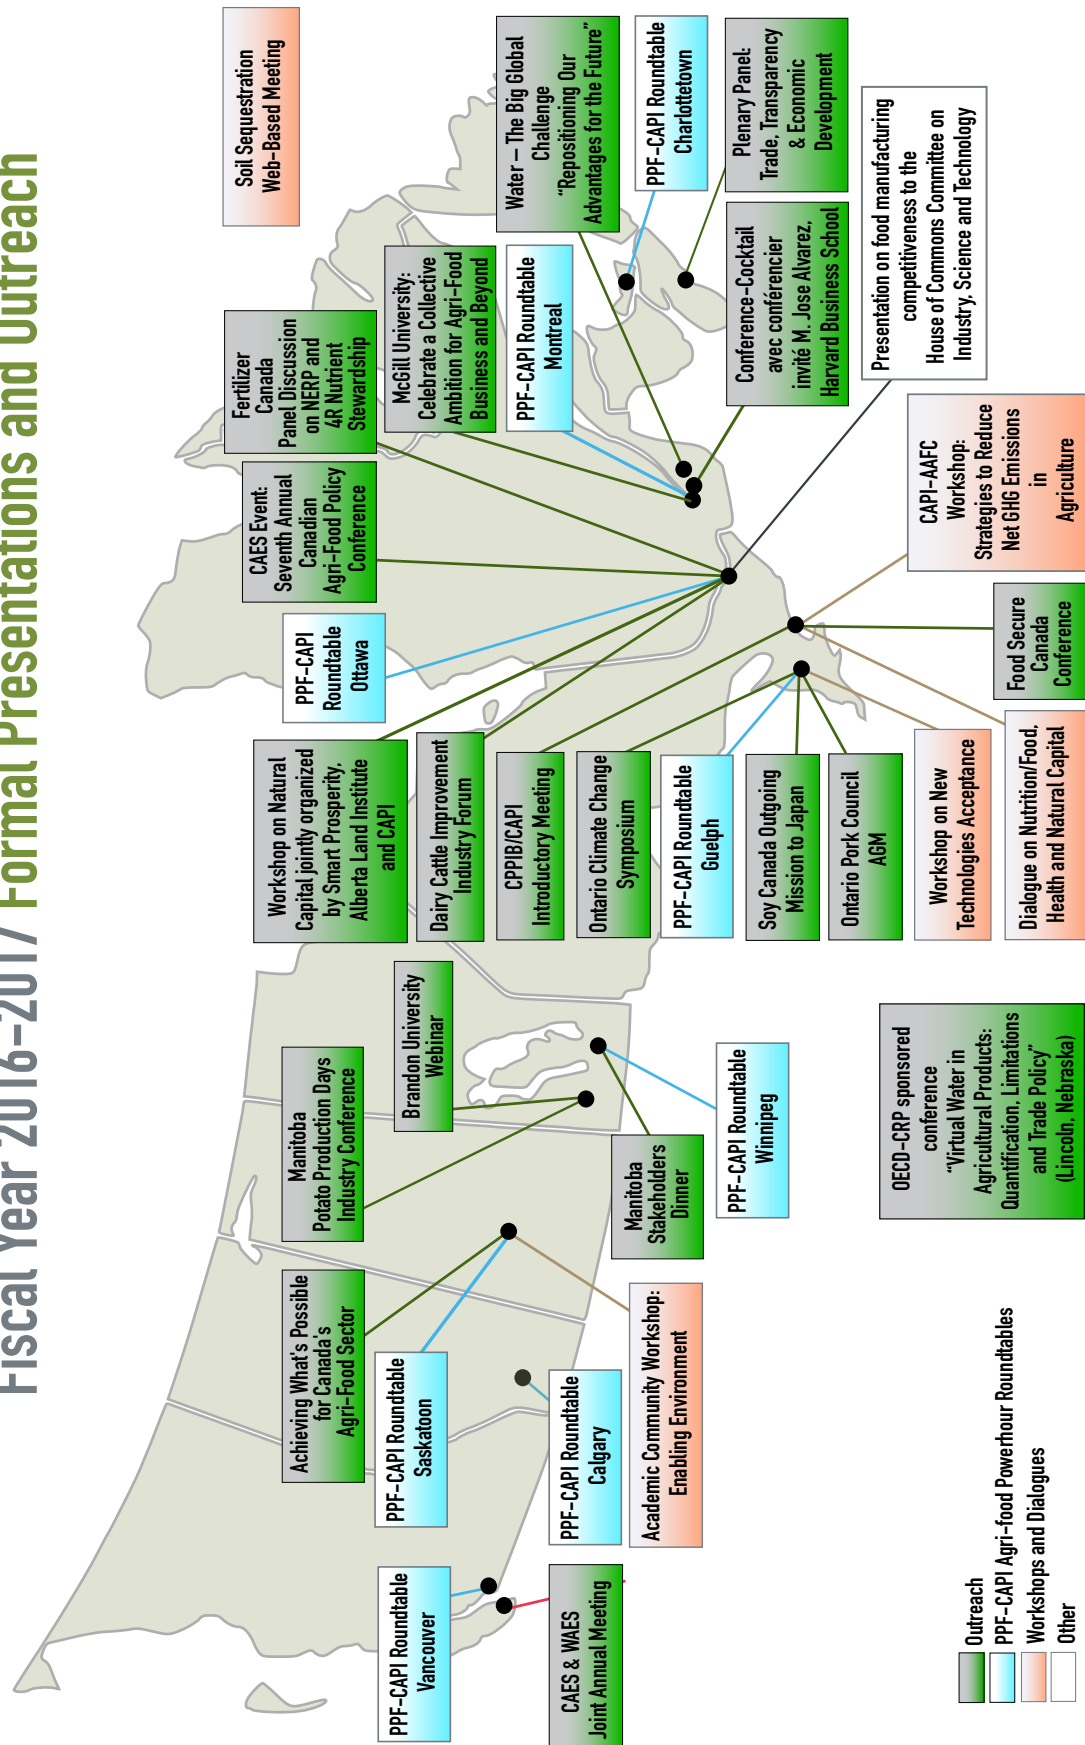 Fiscal Year 2016–2017 / Formal Presentations and Outreach
Soil Sequestration
Web-Based Meeting
Fertilizer
Canada
Panel Discussion
on NERP and
4R Nutrient
Stewardship
CAES Event:
Seventh Annual
Canadian
Agri-Food Policy
Conference
PPF-CAPI
Roundtable
Ottawa
Workshop on Natural
Capital jointly organized
by Smart Prosperity,
Alberta Land Institute
and CAPI
Manitoba
Potato Production Days
Industry Conference
Achieving What's Possible
for Canada's
Agri-Food Sector
PPF-CAPI Roundtable
Vancouver
PPF-CAPI Roundtable
Saskatoon
Brandon University
Webinar
Dairy Cattle Improvement
Industry Forum
McGill University:
Celebrate a Collective
Ambition for Agri-Food
Business and Beyond
Water – The Big Global
Challenge
“Repositioning Our
Advantages for the Future”
PPF-CAPI Roundtable
Montreal
CPPIB/CAPI
Introductory Meeting
Ontario Climate Change
Symposium
PPF-CAPI Roundtable
Guelph
Soy Canada Outgoing
Mission to Japan
Ontario Pork Council
AGM
Workshop on New
Technologies Acceptance
Dialogue on Nutrition/Food,
Health and Natural Capital
PPF-CAPI Roundtable
Charlottetown
Plenary Panel:
Trade, Transparency
& Economic
Development
Conference-Cocktail
avec conférencier
invité M. Jose Alvarez,
Harvard Business School
Presentation on food manufacturing
competitiveness to the
House of Commons Committee on
Industry, Science and Technology
CAPI-AAFC
Workshop:
Strategies to Reduce
Net GHG Emissions
in
Agriculture
Food Secure
Canada
Conference
CAES & WAES
Joint Annual Meeting
PPF-CAPI Roundtable
Calgary
Academic Community Workshop:
Enabling Environment
Manitoba
Stakeholders
Dinner
PPF-CAPI Roundtable
Winnipeg
OECD-CRP sponsored
conference
“Virtual Water in
Agricultural Products:
Quantification, Limitations
and Trade Policy”
(Lincoln, Nebraska)
Outreach
PPF-CAPI Agri-food Powerhour Roundtables
Workshops and Dialogues
Other